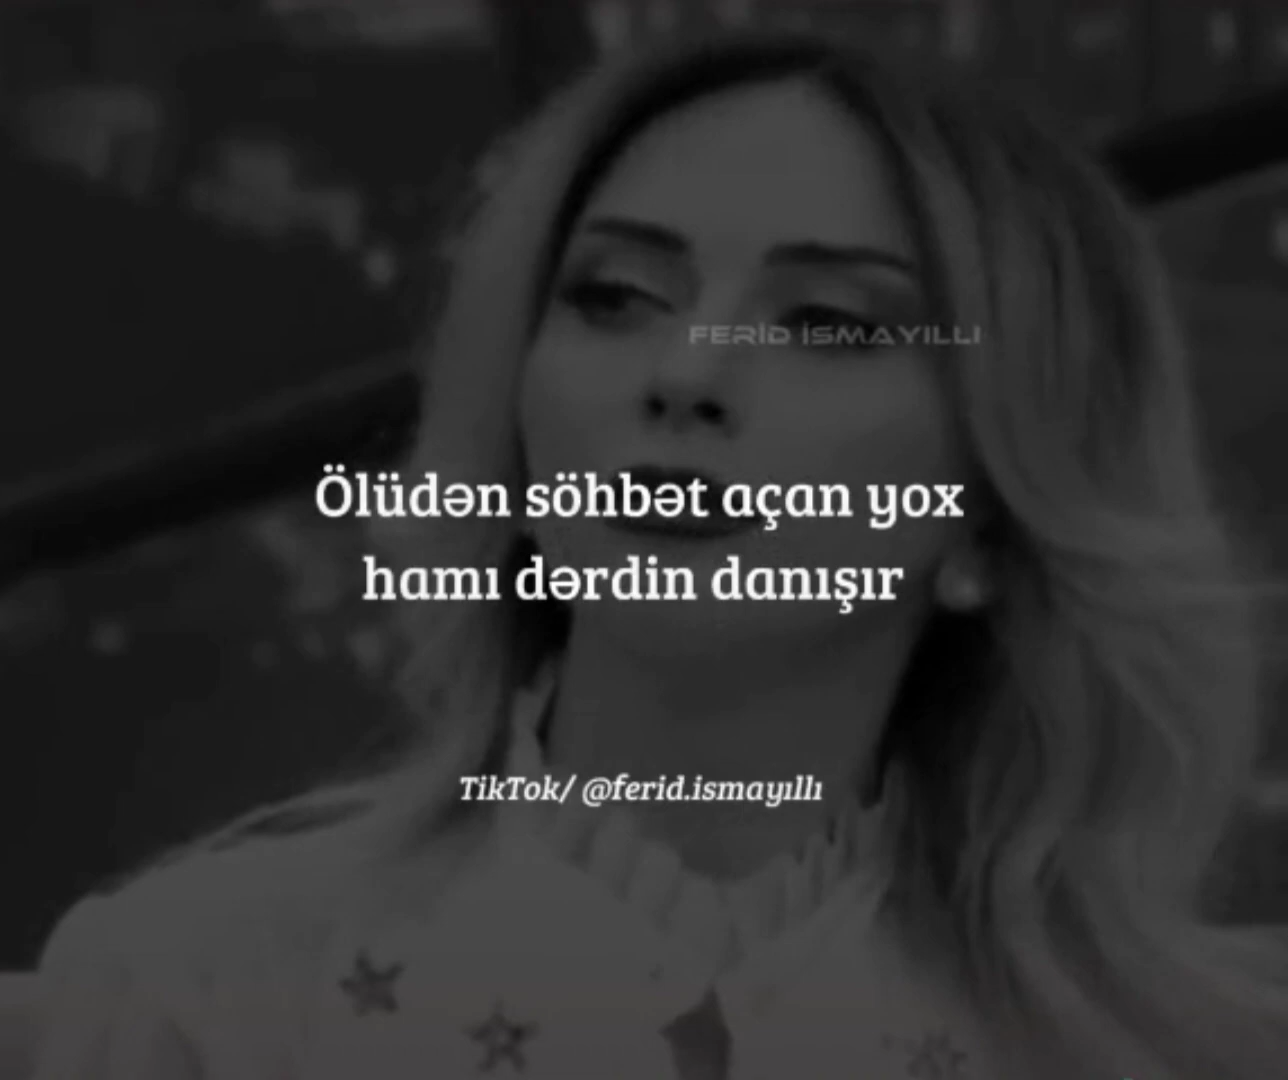 FERİD İSMAYILLI
Ölüdən söhbət açan yox
hamı dərdin danışır
TikTok/ @ferid.ismayıllı